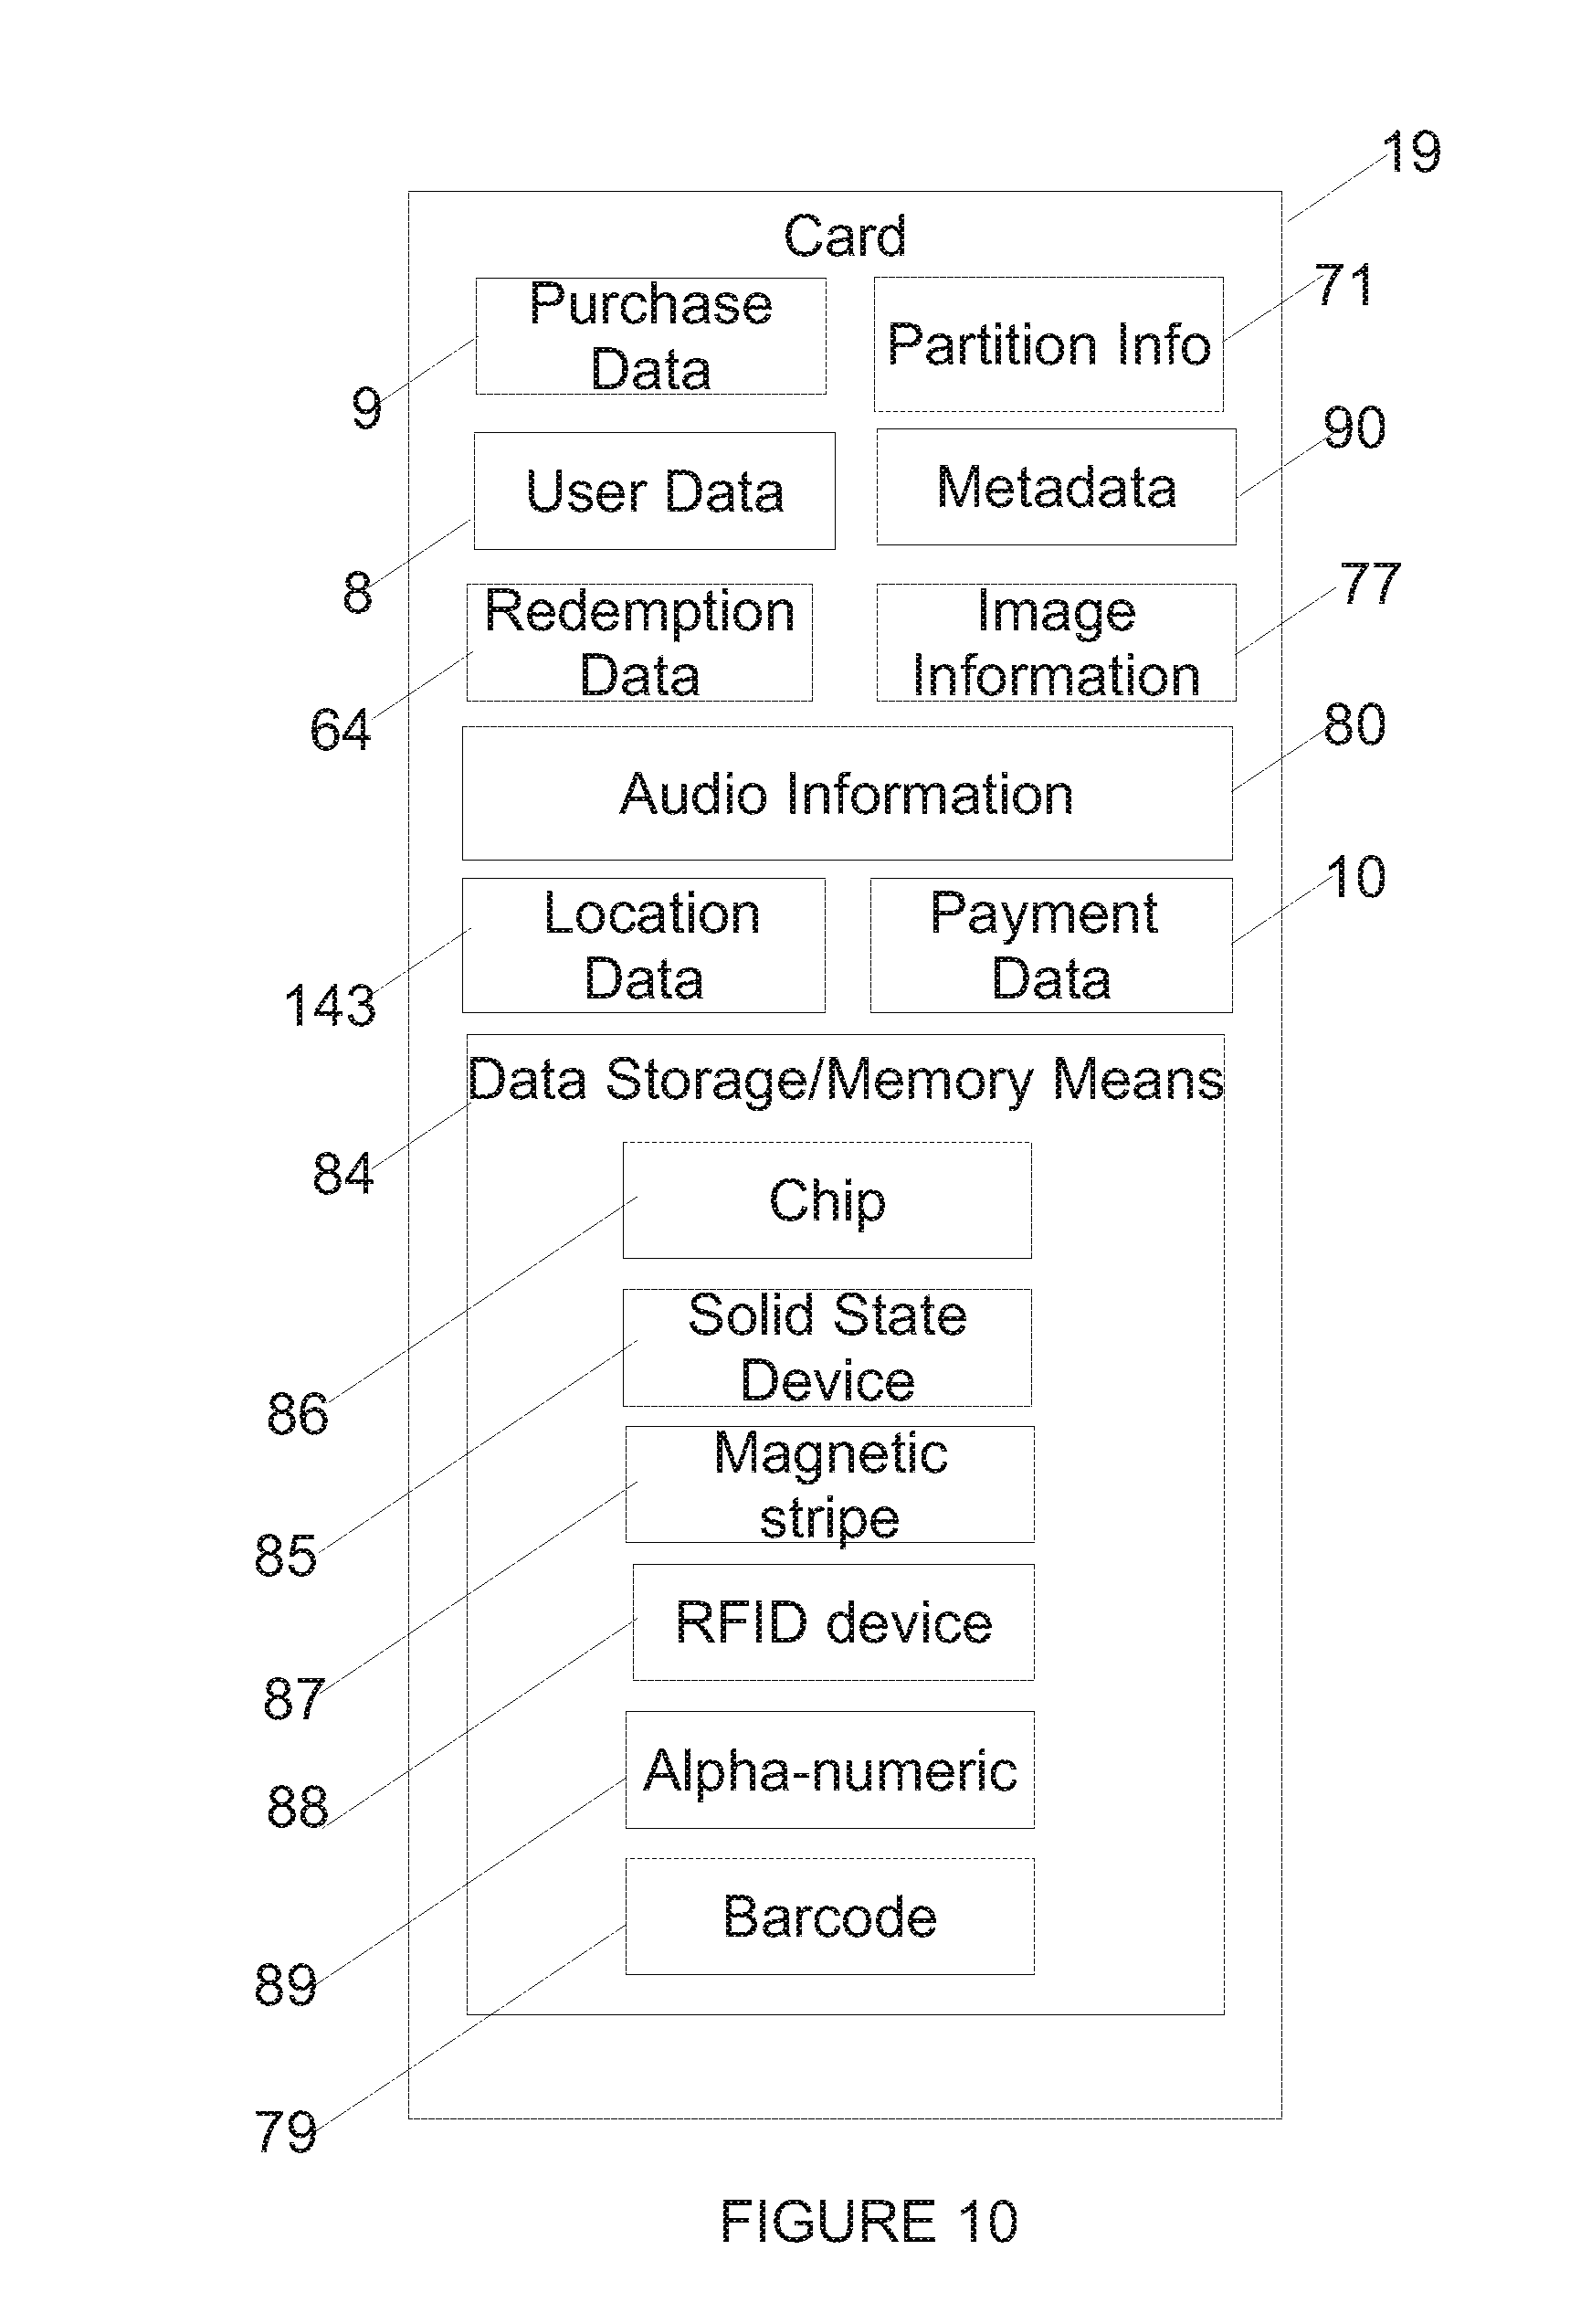 19
Card
Purchase
Data
Partition Info
71
9
User Data
Metadata
90
8
Redemption
Data
Image
Information
77
64
Audio Information
80
Location
Data
Payment
Data
10
143
Data Storage/Memory Means
84
Chip
86
Solid State
Device
85
Magnetic
stripe
87
RFID device
88
Alpha-numeric
89
Barcode
79
FIGURE 10